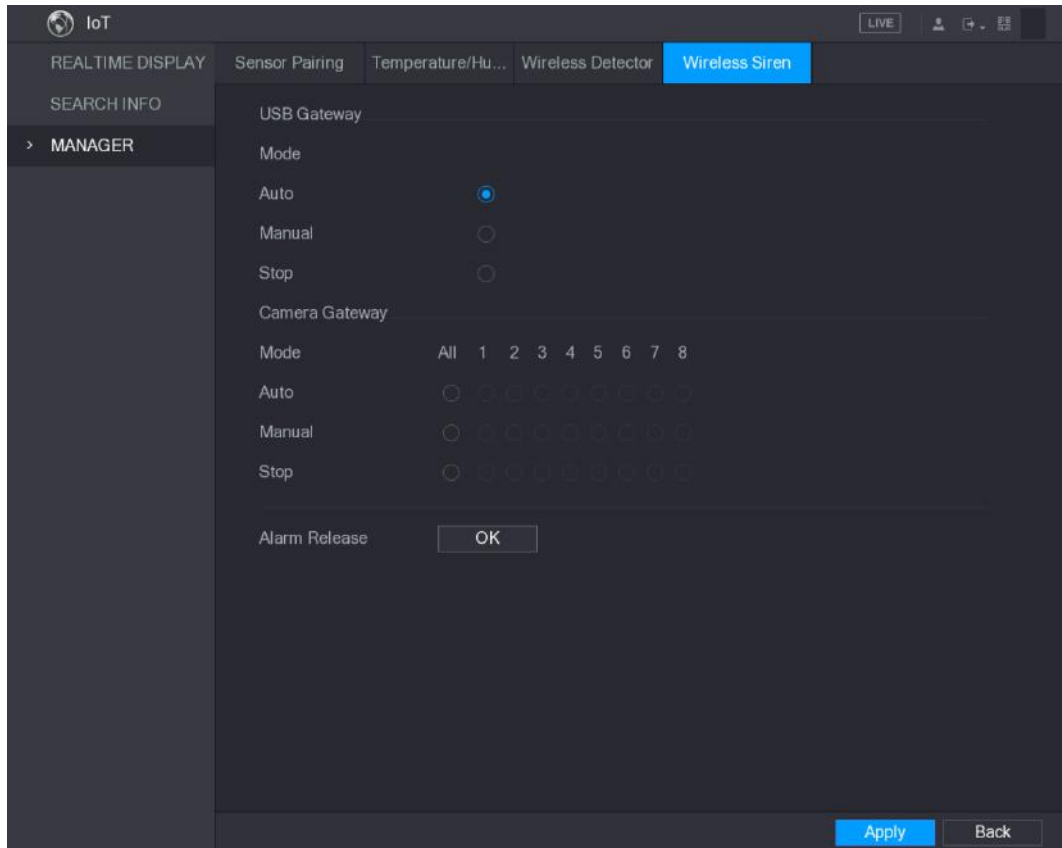 IoT LIVE
REALTIME DISPLAY
SEARCH INFO
MANAGER
Sensor Pairing Temperature/Hu... Wireless Detector Wireless Siren
USB Gateway
Mode
Auto
Manual
Stop
Camera Gateway
Mode All 1 2 3 4 5 6 7 8
Auto
Manual
Stop
Alarm Release OK
Apply Back